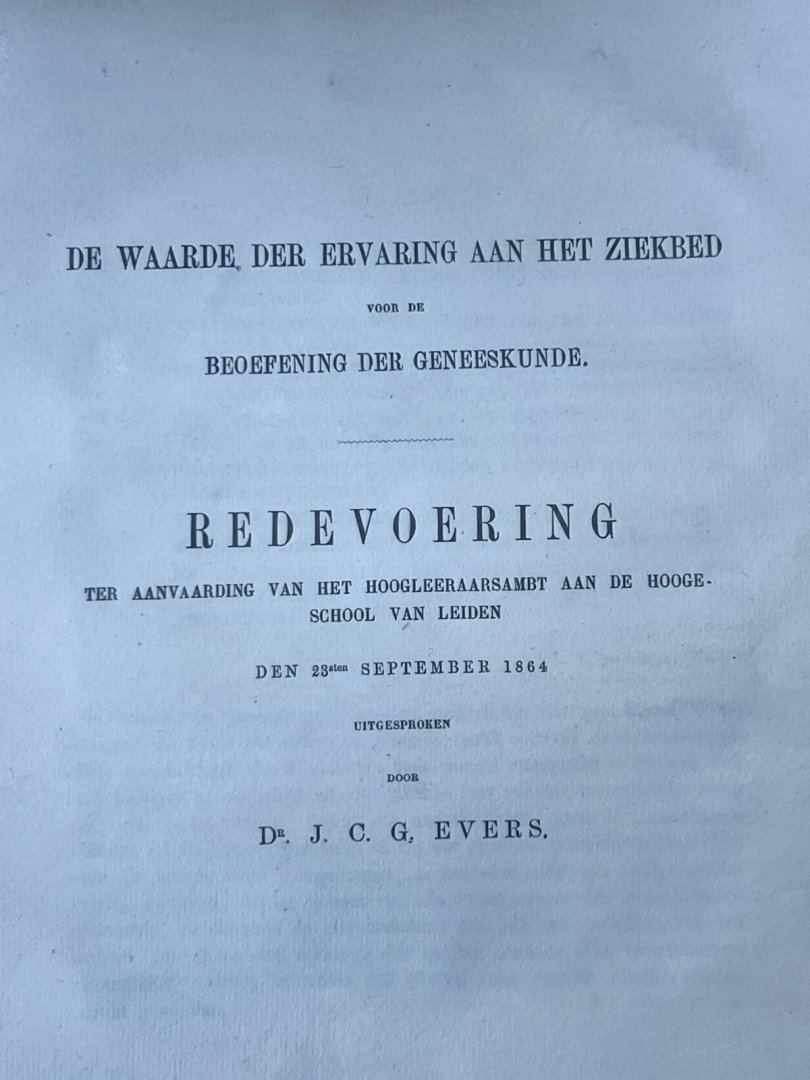 DE WAARDE DER ERVARING AAN HET ZIEKBED
VOOR DE
BEOEFENING DER GENEESKUNDE.
REDEVOERING
TER AANVAARDING VAN HET HOOGLEERAARSAMBT AAN DE HOOGE-
SCHOOL VAN LEIDEN
DEN 23sten SEPTEMBER 1864
UITGESPROKEN
DOOR
DR. J. C. G. EVERS.